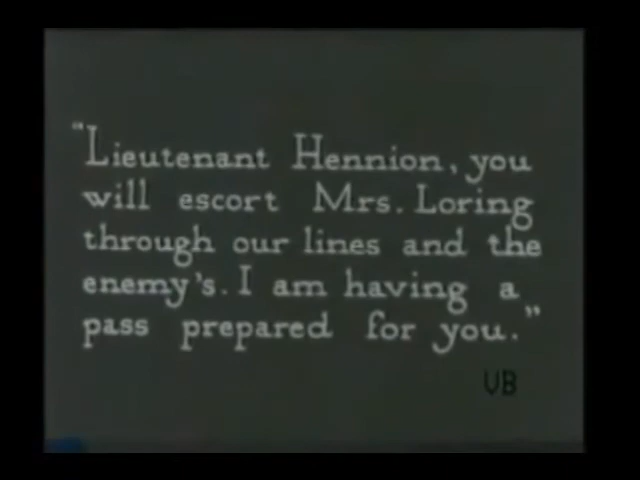 "Lieutenant Hennion, you
will escort Mrs. Loring
through our lines and the
enemy's. I am having a
pass prepared for you."
VB